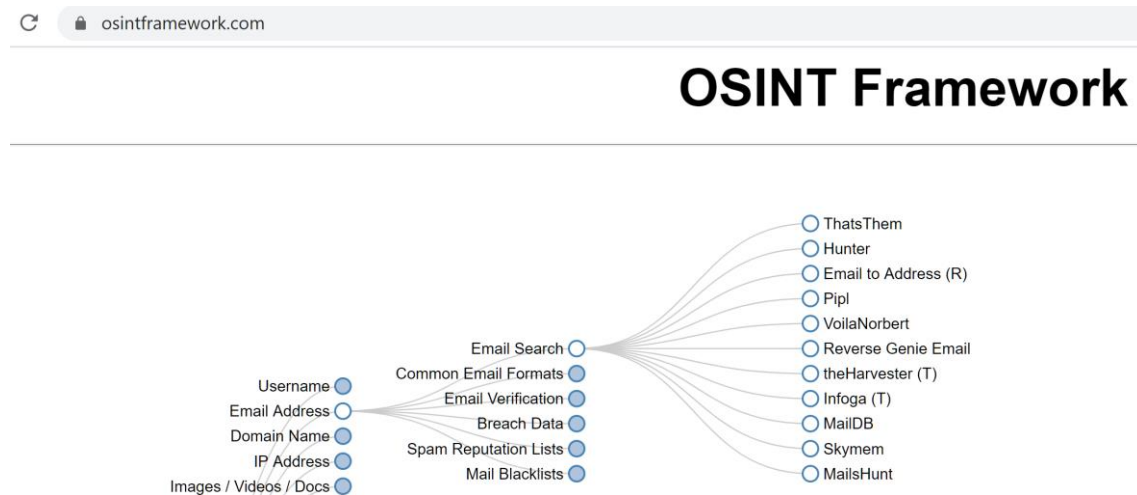 osintframework.com
OSINT Framework
ThatsThem
Hunter
Email to Address (R)
Pipl
VoilaNorbert
Email Search
Reverse Genie Email
Common Email Formats
theHarvester (T)
Username
Email Verification
Infoga (T)
Email Address
Breach Data
MailDB
Domain Name
Spam Reputation Lists
Skymem
IP Address
Mail Blacklists
MailsHunt
Images / Videos / Docs